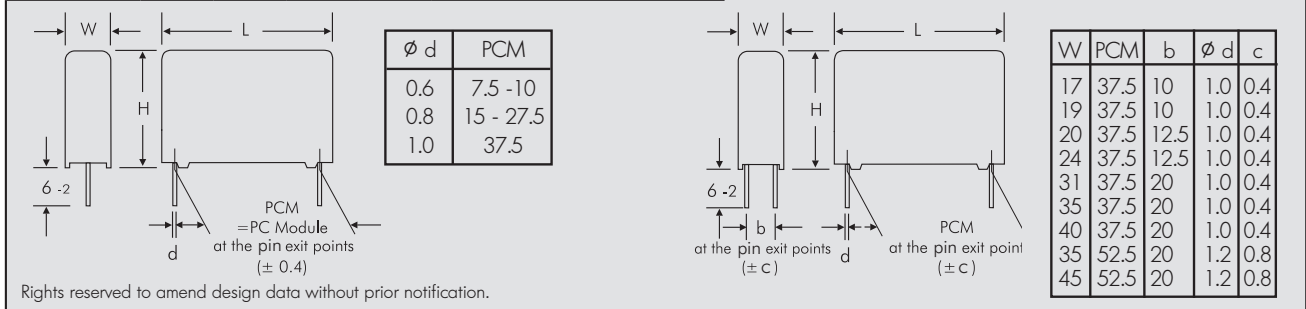 W
L
H
6 -2
d
PCM
=PC Module
at the pin exit points
(± 0.4)
Ø d PCM
0.6 7.5 -10
0.8 15 - 27.5
1.0 37.5
W
L
H
6 -2
b
at the pin exit points
(± c)
d
PCM
at the pin exit point
(± c)
W PCM b Ø d c
17 37.5 10 1.0 0.4
19 37.5 10 1.0 0.4
20 37.5 12.5 1.0 0.4
24 37.5 12.5 1.0 0.4
31 37.5 20 1.0 0.4
35 37.5 20 1.0 0.4
40 37.5 20 1.0 0.4
35 52.5 20 1.2 0.8
45 52.5 20 1.2 0.8
Rights reserved to amend design data without prior notification.